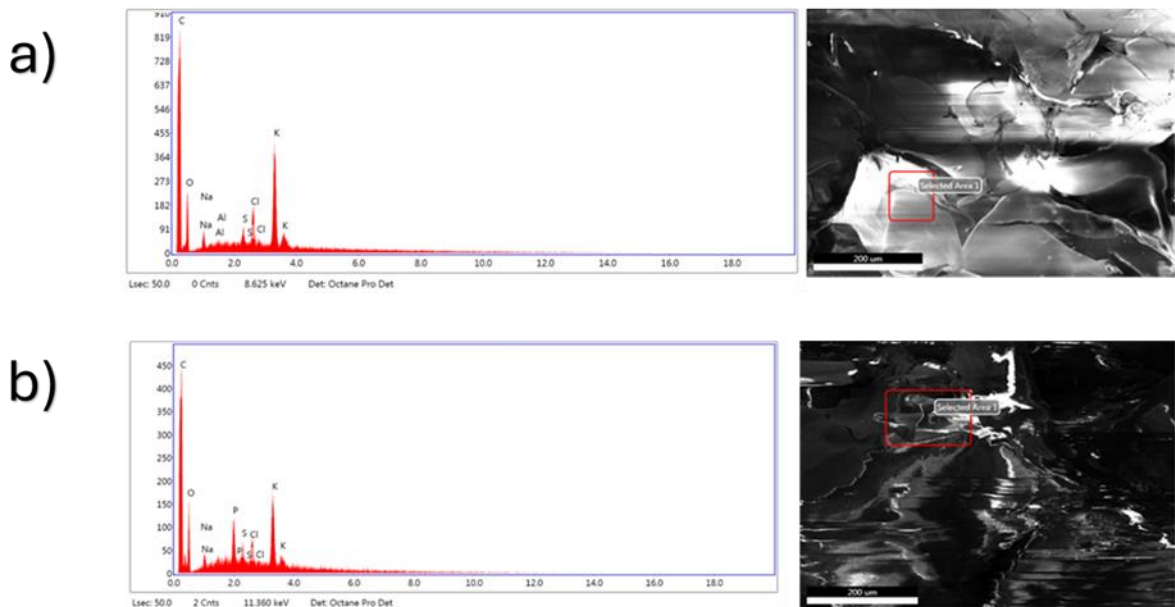 a)
C
819
728
637
546
455
364
273
182
91
0.0
O
Na
Na
Al
Al
S
S
Cl
Cl
K
K
0.0 2.0 4.0 6.0 8.0 10.0 12.0 14.0 16.0 18.0
Lsec: 50.0 0 Cnts 8.625 keV Det: Octane Pro Det
Selected Area 1
200 um
b)
C
450
400
350
300
250
200
150
100
50
0
O
Na
Na
P
P
S
S
Cl
Cl
K
K
0.0 2.0 4.0 6.0 8.0 10.0 12.0 14.0 16.0 18.0
Lsec: 50.0 2 Cnts 11.360 keV Det: Octane Pro Det
Selected Area 1
200 um